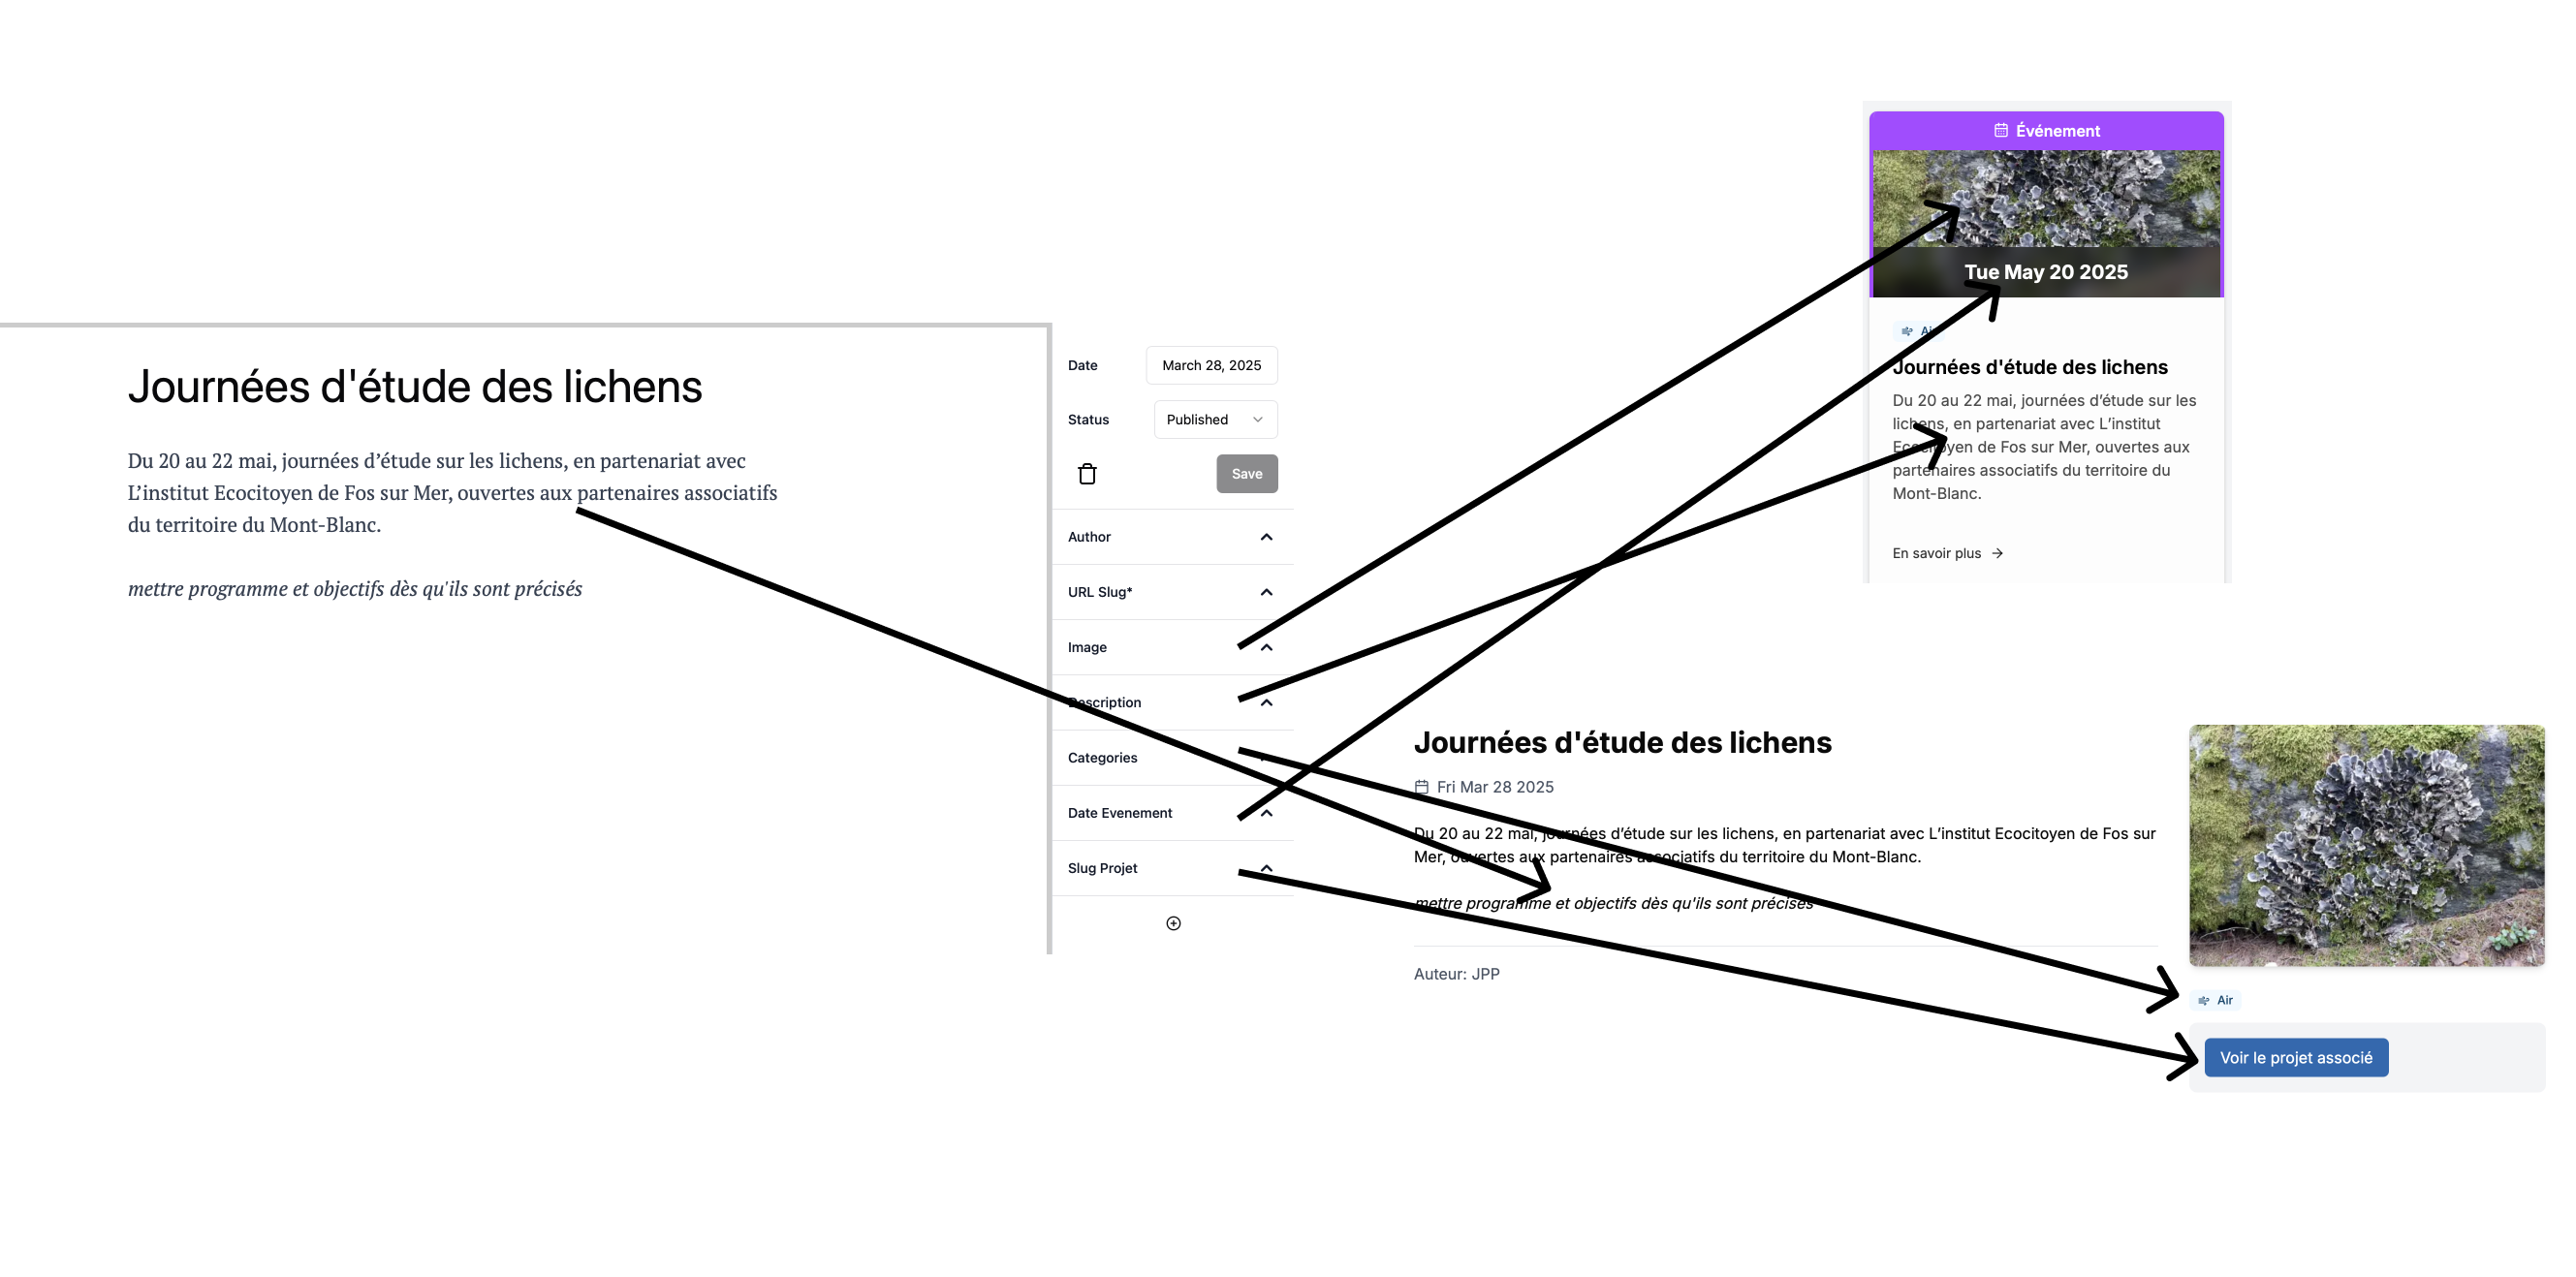 Journées d'étude des lichens
Du 20 au 22 mai, journées d’étude sur les lichens, en partenariat avec
L’institut Ecocitoyen de Fos sur Mer, ouvertes aux partenaires associatifs
du territoire du Mont-Blanc.
mettre programme et objectifs dès qu'ils sont précisés
Date
March 28, 2025
Status
Published
Save
Author
URL Slug*
Image
Description
Categories
Date Evenement
Slug Projet
Événement
Tue May 20 2025
Air
Journées d'étude des lichens
Du 20 au 22 mai, journées d’étude sur les
lichens, en partenariat avec L’institut
Ecocitoyen de Fos sur Mer, ouvertes aux
partenaires associatifs du territoire du
Mont-Blanc.
En savoir plus →
Journées d'étude des lichens
Fri Mar 28 2025
Du 20 au 22 mai, journées d’étude sur les lichens, en partenariat avec L’institut Ecocitoyen de Fos sur
Mer, ouvertes aux partenaires associatifs du territoire du Mont-Blanc.
mettre programme et objectifs dès qu'ils sont précisés
Auteur: JPP
Air
Voir le projet associé